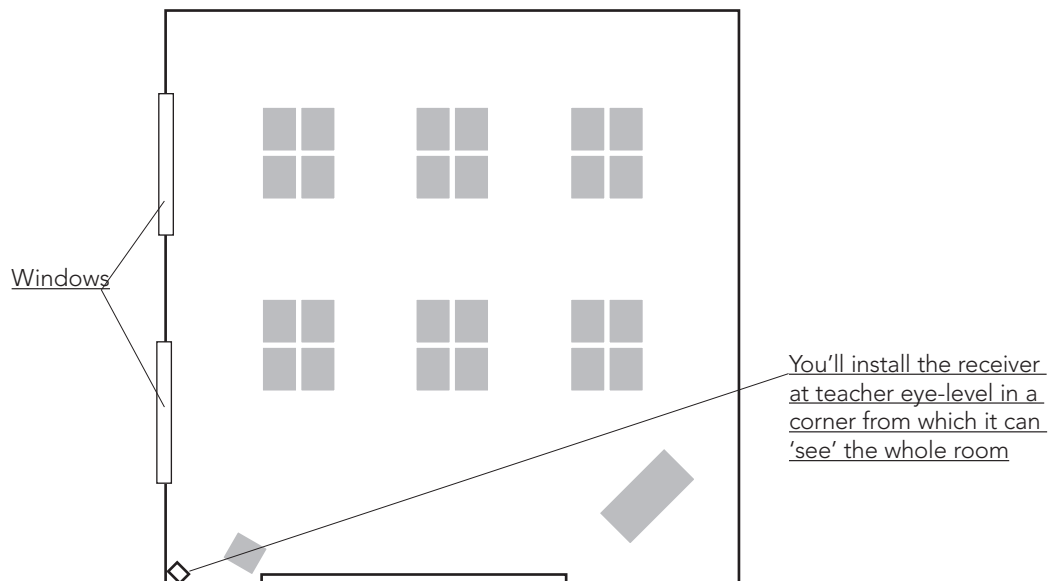 Windows
You’ll install the receiver
at teacher eye-level in a
corner from which it can
‘see’ the whole room